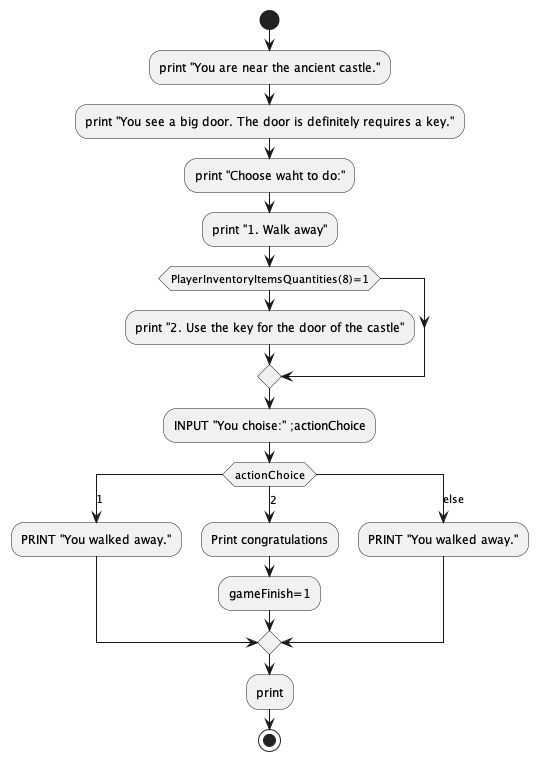 print "You are near the ancient castle."
print "You see a big door. The door is definitely requires a key."
print "Choose waht to do:"
print "1. Walk away"
PlayerInventoryItemsQuantities(8)=1
print "2. Use the key for the door of the castle"
INPUT "You choise:" ;actionChoice
actionChoice
1
2
else
PRINT "You walked away."
Print congratulations
PRINT "You walked away."
gameFinish=1
print